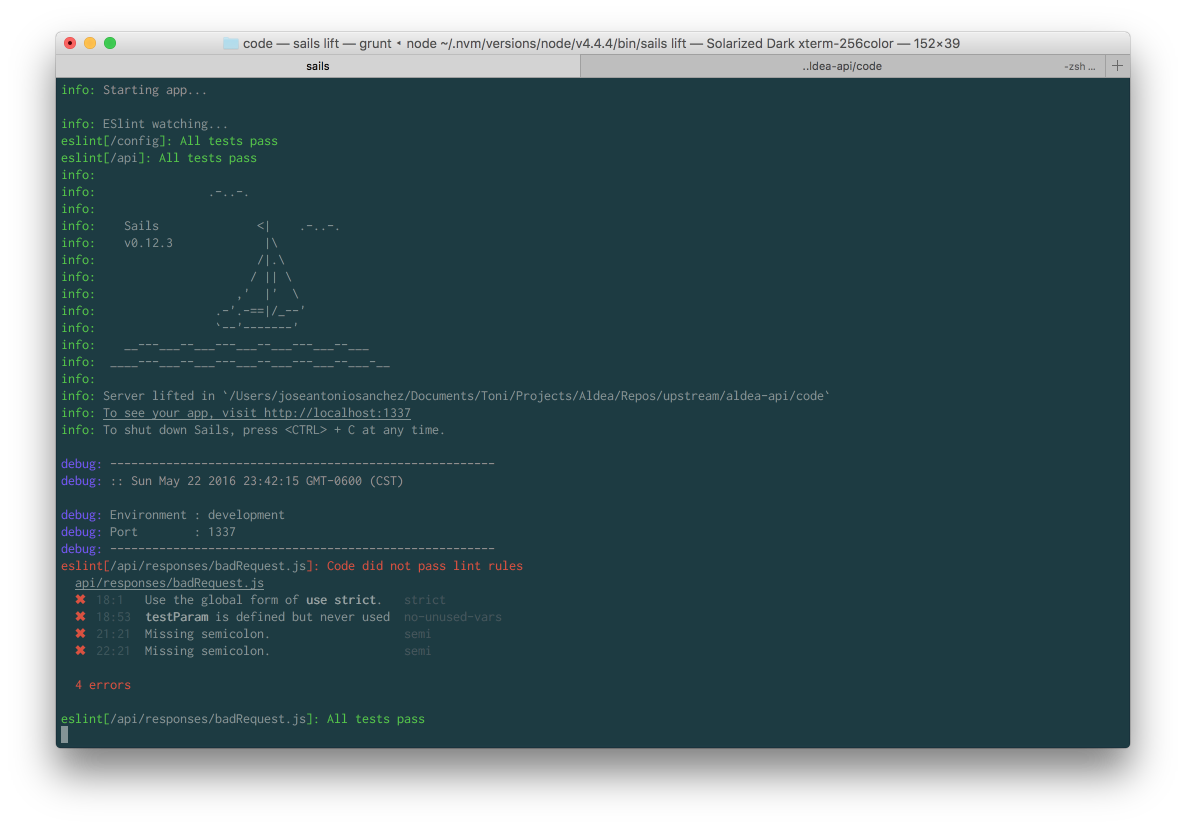 code — sails lift — grunt ◂ node ~/.nvm/versions/node/v4.4.4/bin/sails lift — Solarized Dark xterm-256color — 152×39
sails ..ldea-api/code -zsh ... +
info: Starting app...
info: ESlint watching...
eslint[/config]: All tests pass
eslint[/api]: All tests pass
info:
info:                .-..-.
info:
info:    Sails              <|    .-..-.
info:    v0.12.3             |\
info:                       /|.\
info:                      / || \
info:                    ,'  |'  \
info:                 .-'.-==|/_--'
info:                 `--'-------'
info:    __---___--___---___--___---___--___
info:  ____---___--___---___--___---___--___-__
info:
info: Server lifted in `/Users/joseantoniosanchez/Documents/Toni/Projects/Aldea/Repos/upstream/aldea-api/code`
info: To see your app, visit http://localhost:1337
info: To shut down Sails, press <CTRL> + C at any time.
debug: -------------------------------------------------------
debug: :: Sun May 22 2016 23:42:15 GMT-0600 (CST)
debug: Environment : development
debug: Port        : 1337
debug: -------------------------------------------------------
eslint[/api/responses/badRequest.js]: Code did not pass lint rules
api/responses/badRequest.js
✖ 18:1 Use the global form of use strict. strict
✖ 18:53 testParam is defined but never used no-unused-vars
✖ 21:21 Missing semicolon. semi
✖ 22:21 Missing semicolon. semi
4 errors
eslint[/api/responses/badRequest.js]: All tests pass